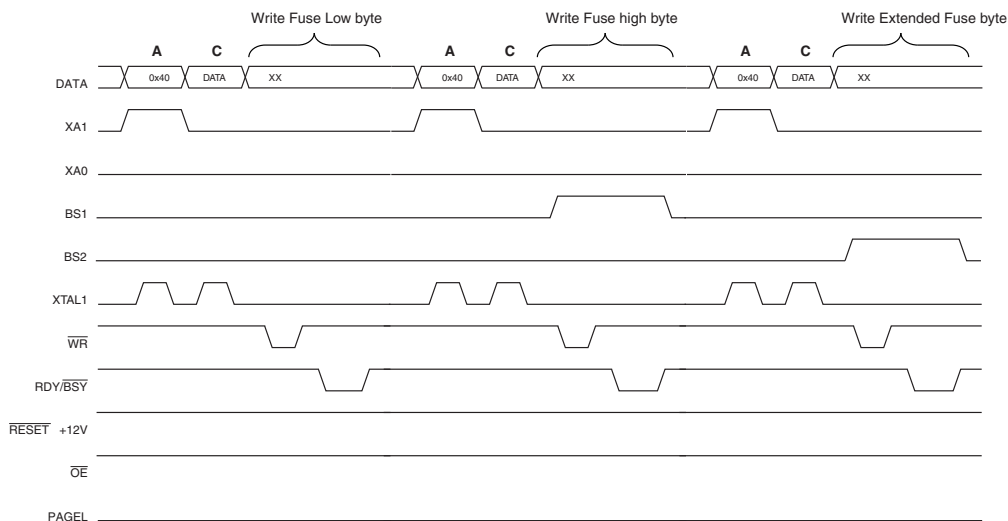 Write Fuse Low byte Write Fuse high byte Write Extended Fuse byte
A C A C A C
DATA 0x40 DATA XX 0x40 DATA XX 0x40 DATA XX
XA1
XA0
BS1
BS2
XTAL1
WR
RDY/BSY
RESET +12V
OE
PAGEL